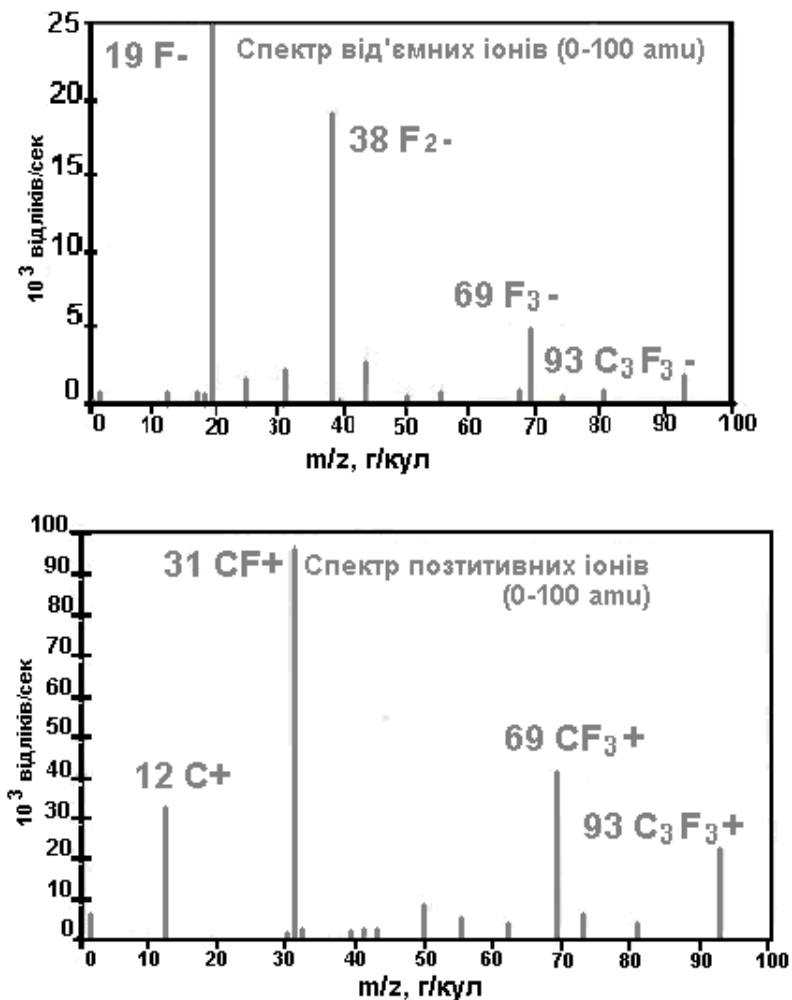 25
19 F-
Спектр від'ємних іонів (0-100 amu)
20
38 F2-
15
10
69 F3-
5
93 C3F3-
0
0 10 20 30 40 50 60 70 80 90 100
10 3 відліків/сек
m/z, г/кул
100
31 CF+
Спектр позтитивних іонів
(0-100 amu)
90
80
70
60
50
69 CF3+
12 C+
40
30
93 C3F3+
20
10
0
0 10 20 30 40 50 60 70 80 90 100
10 3 відліків/сек
m/z, г/кул